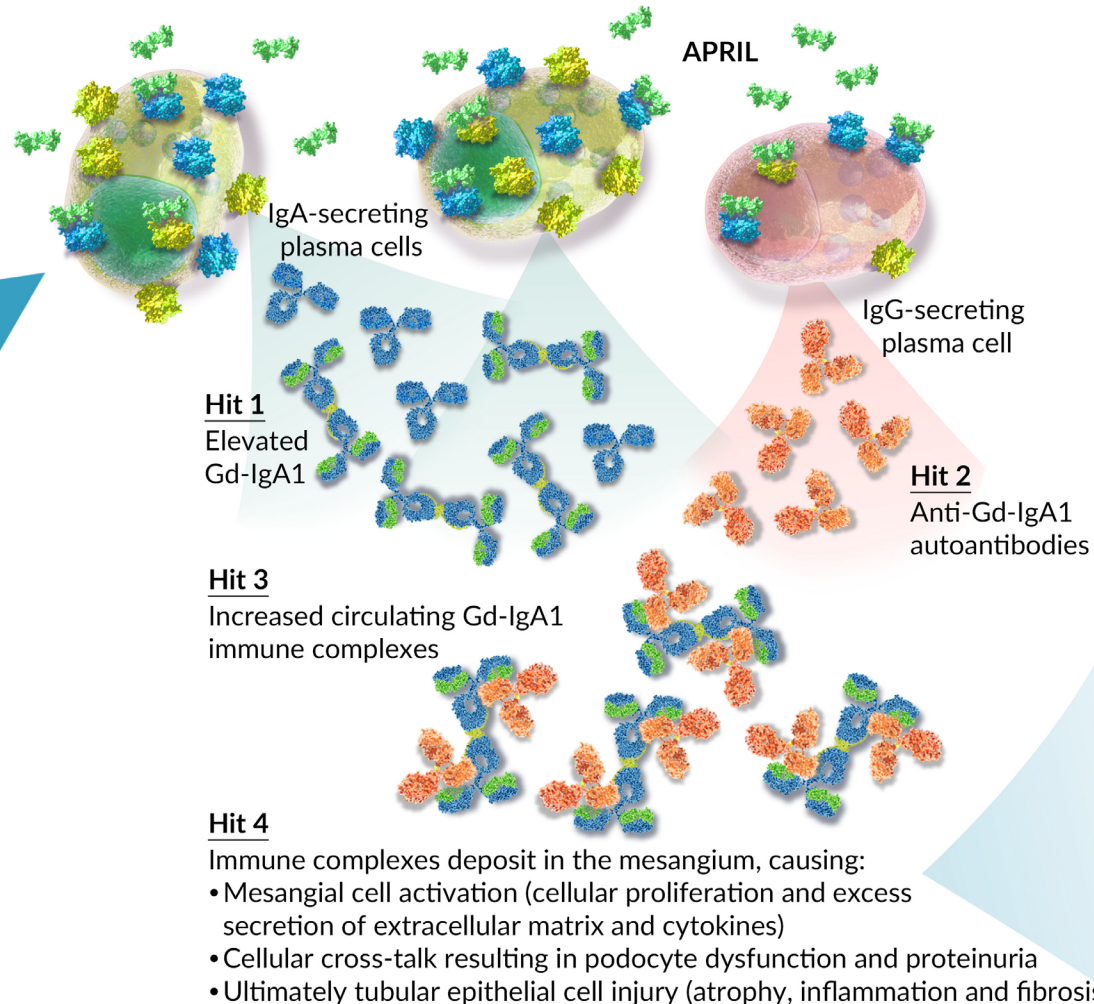 APRIL
IgA-secreting
plasma cells
IgG-secreting
plasma cell
Hit 1
Elevated
Gd-IgA1
Hit 2
Anti-Gd-IgA1
autoantibodies
Hit 3
Increased circulating Gd-IgA1
immune complexes
Hit 4
Immune complexes deposit in the mesangium, causing:
• Mesangial cell activation (cellular proliferation and excess
secretion of extracellular matrix and cytokines)
• Cellular cross-talk resulting in podocyte dysfunction and proteinuria
• Ultimately tubular epithelial cell injury (atrophy, inflammation and fibrosis